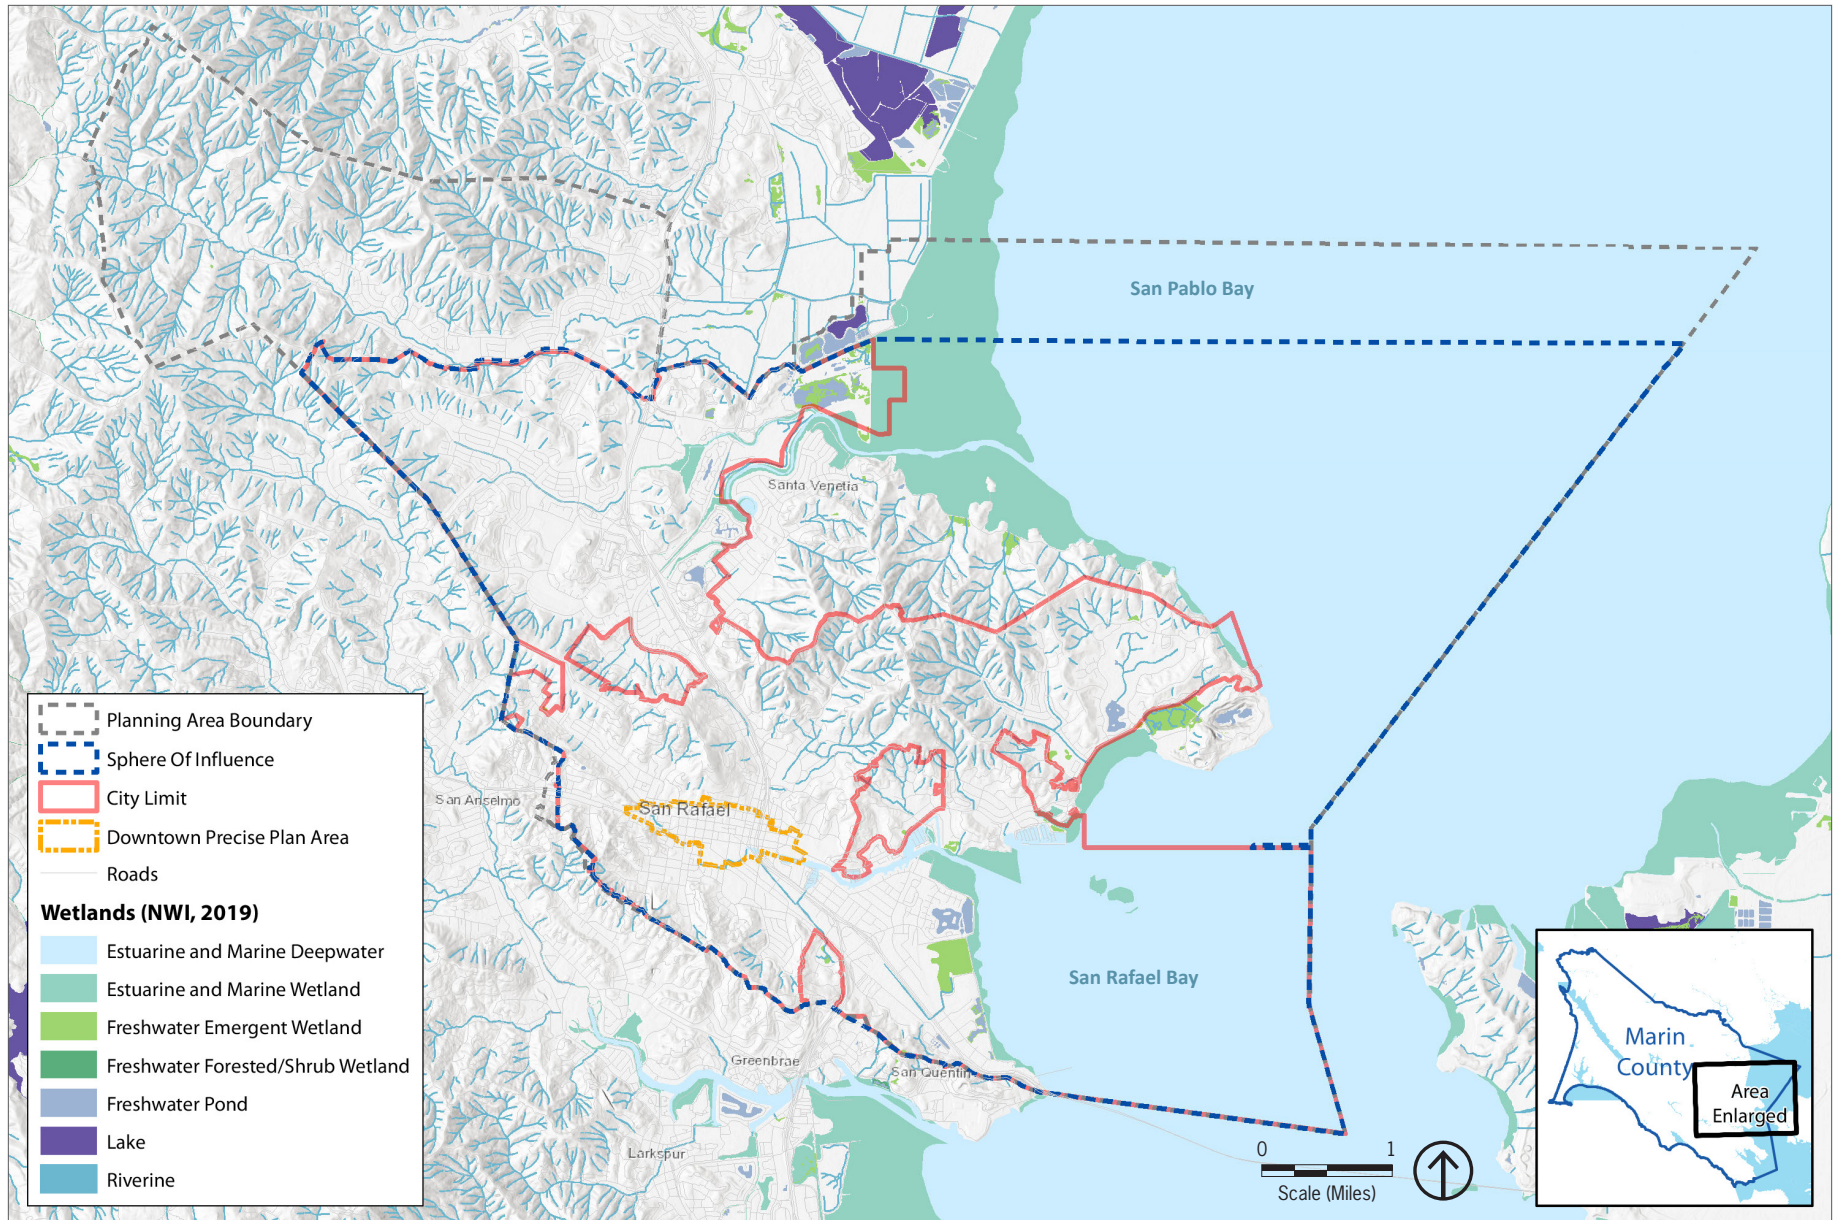 San Pablo Bay
Santa Venetia
San Anselmo
San Rafael
San Rafael Bay
Greenbrae
San Quentin
Larkspur
Planning Area Boundary
Sphere Of Influence
City Limit
Downtown Precise Plan Area
Roads
Wetlands (NWI, 2019)
Estuarine and Marine Deepwater
Estuarine and Marine Wetland
Freshwater Emergent Wetland
Freshwater Forested/Shrub Wetland
Freshwater Pond
Lake
Riverine
0 1
Scale (Miles)
Marin
County
Area
Enlarged